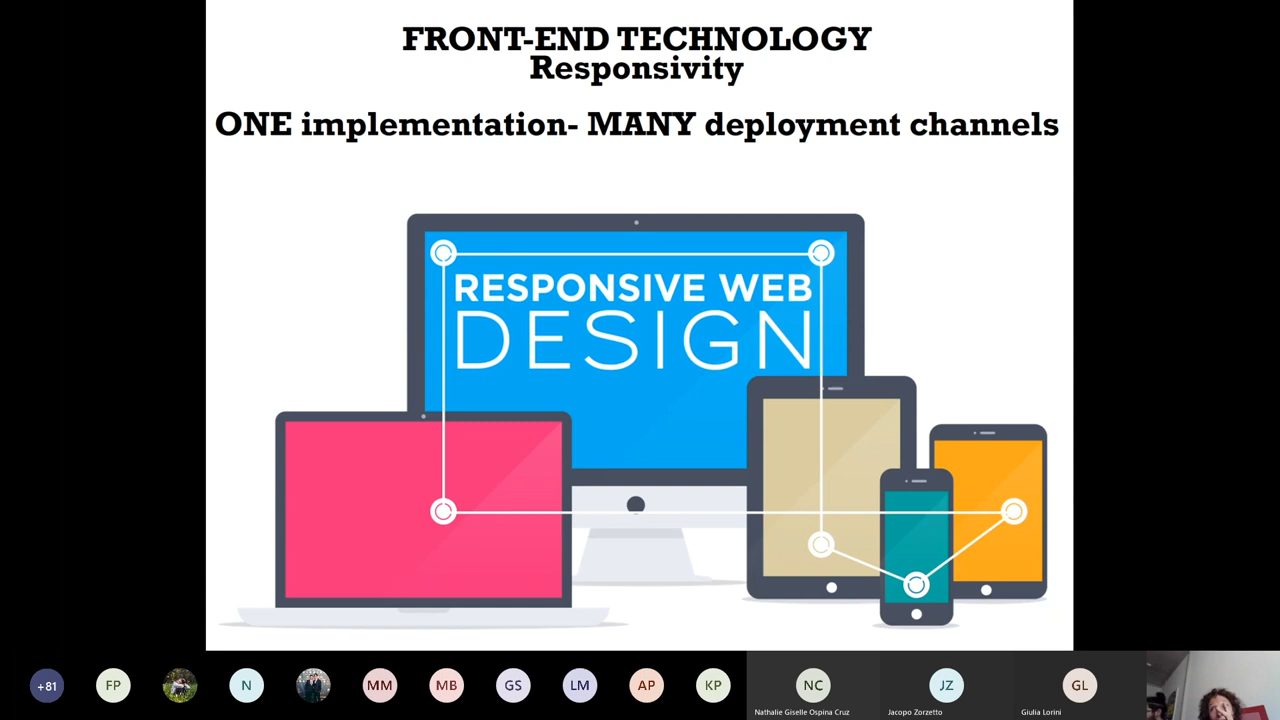 FRONT-END TECHNOLOGY
Responsivity
ONE implementation- MANY deployment channels
RESPONSIVE WEB
DESIGN
+81
FP
N
MM
MB
GS
LM
AP
KP
NC
JZ
GL
Nathalie Giselle Ospina Cruz
Jacopo Zorzetto
Giulia Lorini